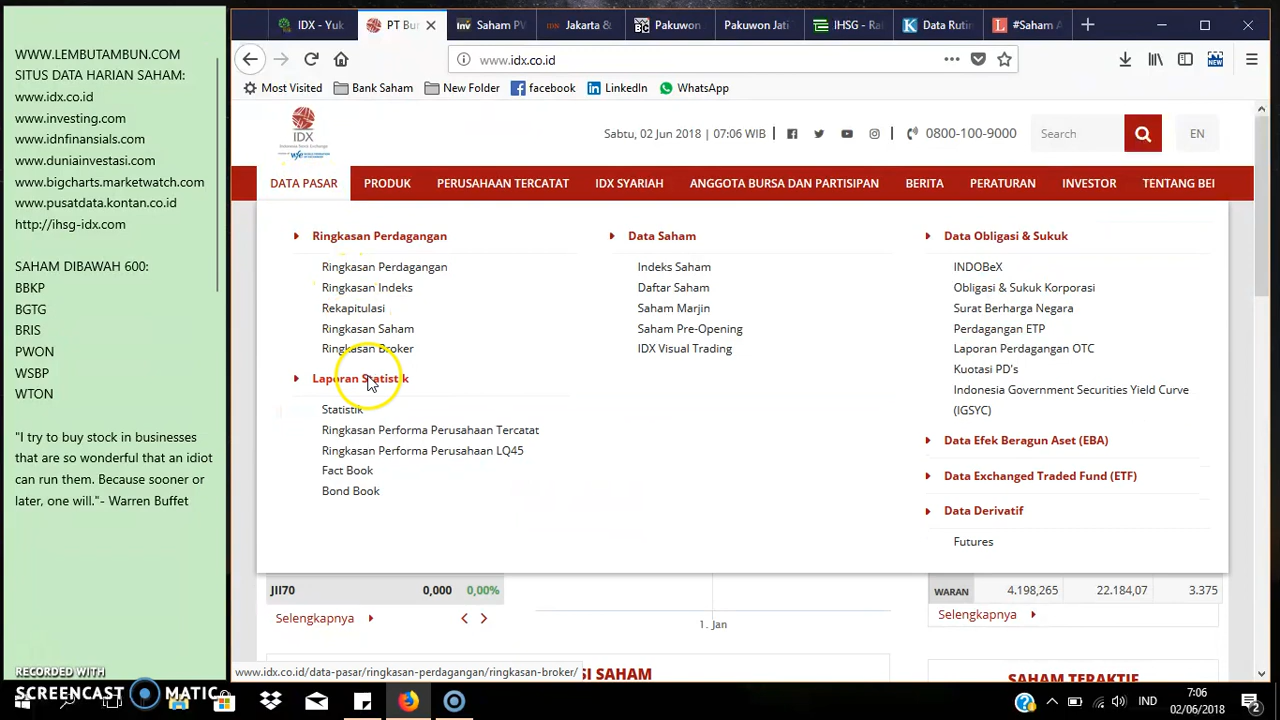 WWW.LEMBUTAMBUN.COM
SITUS DATA HARIAN SAHAM:
www.idx.co.id
www.investing.com
www.idnfinansials.com
www.duniainvestasi.com
www.bigcharts.marketwatch.com
www.pusatdata.kontan.co.id
http://ihsg-idx.com
SAHAM DIBAWAH 600:
BBKP
BGTG
BRIS
PWON
WSBP
WTON
"I try to buy stock in businesses
that are so wonderful that an idiot
can run them. Because sooner or
later, one will."- Warren Buffet
IDX - Yuk
PT Bur
Saham PW
Jakarta &
Pakuwon
Pakuwon Jati
IHSG - Ra
Data Rutin
#Saham A
www.idx.co.id
Most Visited
Bank Saham
New Folder
facebook
LinkedIn
WhatsApp
IDX
Sabtu, 02 Jun 2018 | 07:06 WIB
0800-100-9000
Search
EN
DATA PASAR PRODUK PERUSAHAAN TERCATAT IDX SYARIAH ANGGOTA BURSA DAN PARTISIPAN BERITA PERATURAN INVESTOR TENTANG BEI
Ringkasan Perdagangan
Ringkasan Perdagangan
Ringkasan Indeks
Rekapitulasi
Ringkasan Saham
Ringkasan Broker
Laporan Statistik
Statistik
Ringkasan Performa Perusahaan Tercatat
Ringkasan Performa Perusahaan LQ45
Fact Book
Bond Book
Data Saham
Indeks Saham
Daftar Saham
Saham Marjin
Saham Pre-Opening
IDX Visual Trading
Data Obligasi & Sukuk
INDOBeX
Obligasi & Sukuk Korporasi
Surat Berharga Negara
Perdagangan ETP
Laporan Perdagangan OTC
Kuotasi PD's
Indonesia Government Securities Yield Curve
(IGSYC)
Data Efek Beragun Aset (EBA)
Data Exchanged Traded Fund (ETF)
Data Derivatif
Futures
JII70 0,000 0,00%
Selengkapnya
1. Jan
WARAN 4.198,265 22.184,07 3.375
Selengkapnya
SI SAHAM
SAHAM TERAKTIF
www.idx.co.id/data-pasar/ringkasan-perdagangan/ringkasan-broker/
RECORDED WITH
SCREENCAST MATIC
IND
7:06
02/06/2018
2